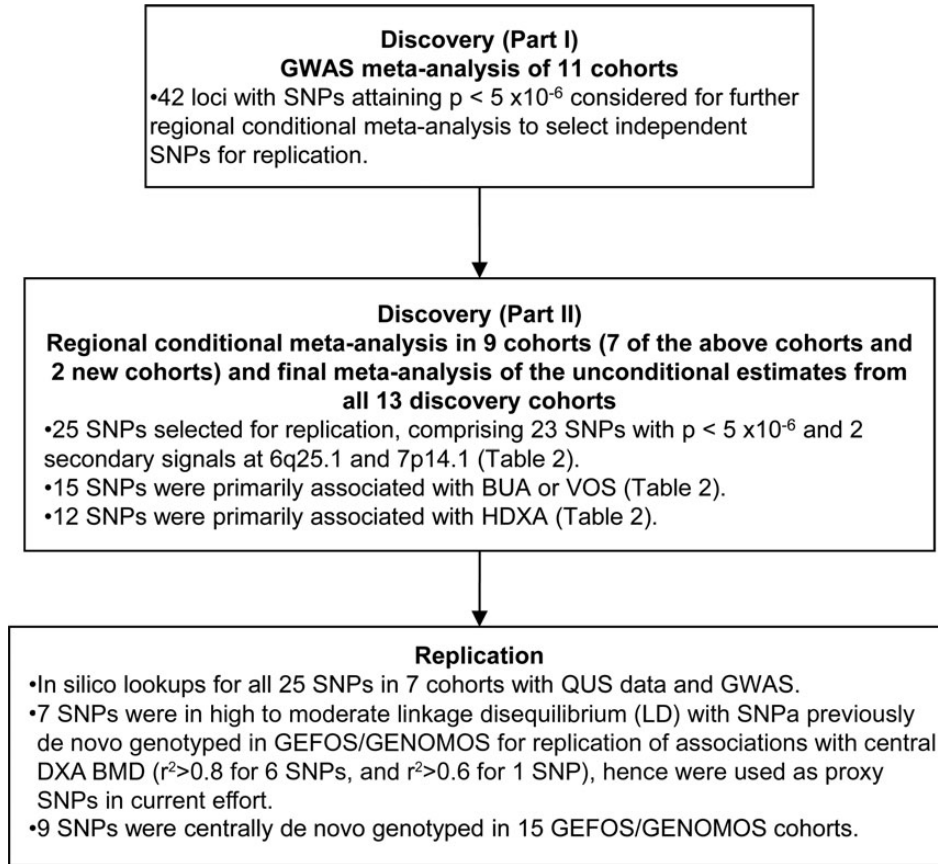 Discovery (Part I)
GWAS meta-analysis of 11 cohorts
•42 loci with SNPs attaining p < 5 x10⁻⁶ considered for further
regional conditional meta-analysis to select independent
SNPs for replication.
Discovery (Part II)
Regional conditional meta-analysis in 9 cohorts (7 of the above cohorts and
2 new cohorts) and final meta-analysis of the unconditional estimates from
all 13 discovery cohorts
•25 SNPs selected for replication, comprising 23 SNPs with p < 5 x10⁻⁶ and 2
secondary signals at 6q25.1 and 7p14.1 (Table 2).
•15 SNPs were primarily associated with BUA or VOS (Table 2).
•12 SNPs were primarily associated with HDXA (Table 2).
Replication
•In silico lookups for all 25 SNPs in 7 cohorts with QUS data and GWAS.
•7 SNPs were in high to moderate linkage disequilibrium (LD) with SNPa previously
de novo genotyped in GEFOS/GENOMOS for replication of associations with central
DXA BMD (r²>0.8 for 6 SNPs, and r²>0.6 for 1 SNP), hence were used as proxy
SNPs in current effort.
•9 SNPs were centrally de novo genotyped in 15 GEFOS/GENOMOS cohorts.